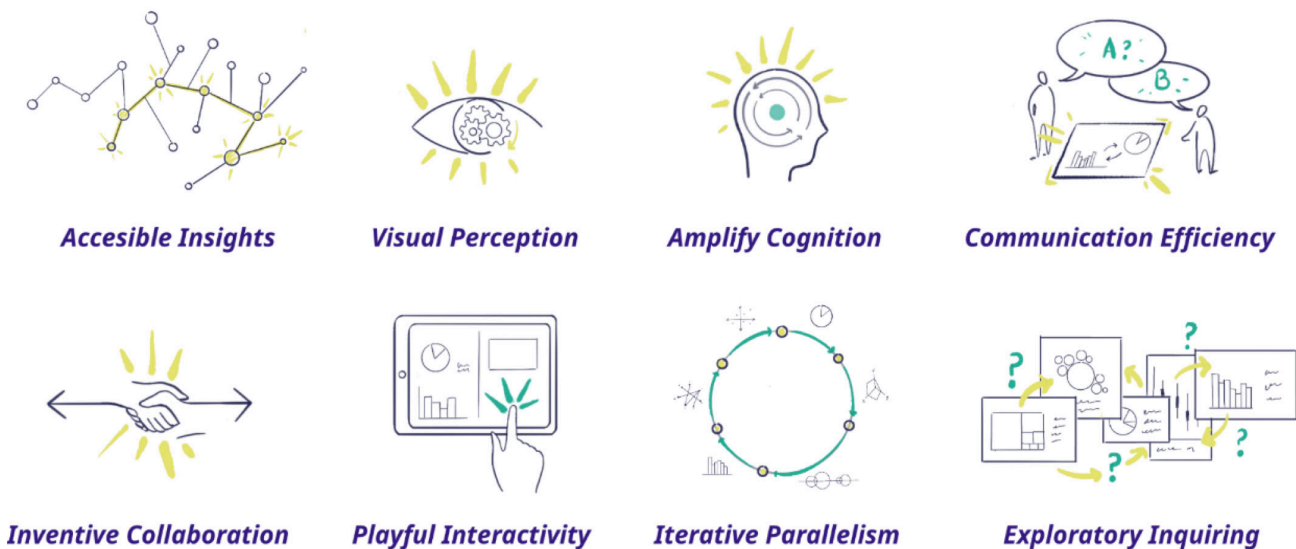 A?
B
Accesible Insights
Visual Perception
Amplify Cognition
Communication Efficiency
?
?
?
?
Inventive Collaboration
Playful Interactivity
Iterative Parallelism
Exploratory Inquiring